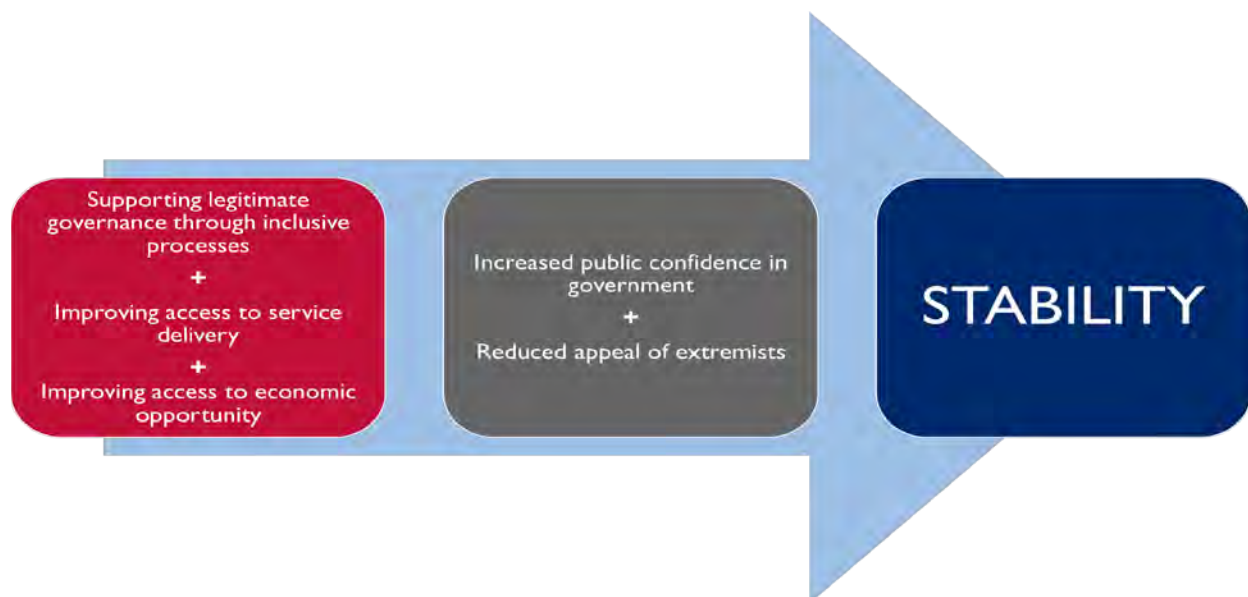 Supporting legitimate
governance through inclusive
processes
+
Improving access to service
delivery
+
Improving access to economic
opportunity
Increased public confidence in
government
+
Reduced appeal of extremists
STABILITY